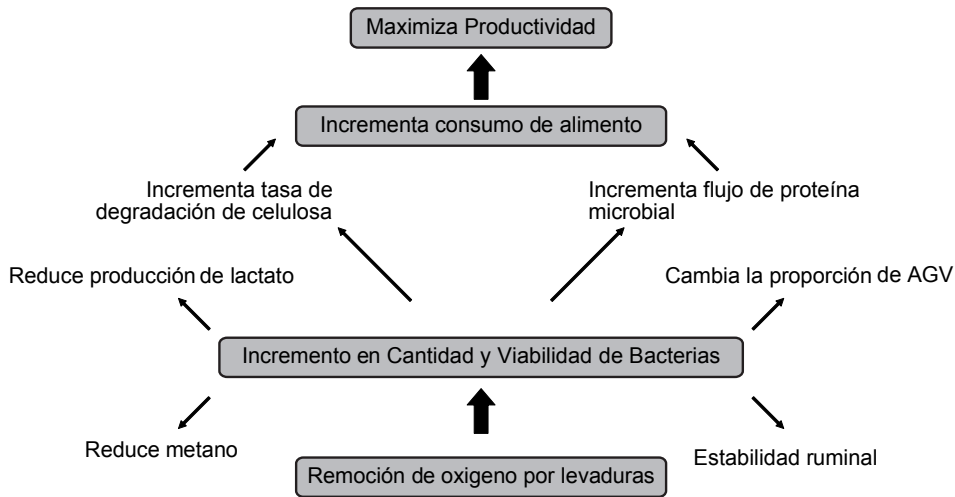 Maximiza Productividad
Incrementa consumo de alimento
Incrementa tasa de
degradación de celulosa
Incrementa flujo de proteína
microbial
Reduce producción de lactato
Cambia la proporción de AGV
Incremento en Cantidad y Viabilidad de Bacterias
Reduce metano
Estabilidad ruminal
Remoción de oxigeno por levaduras